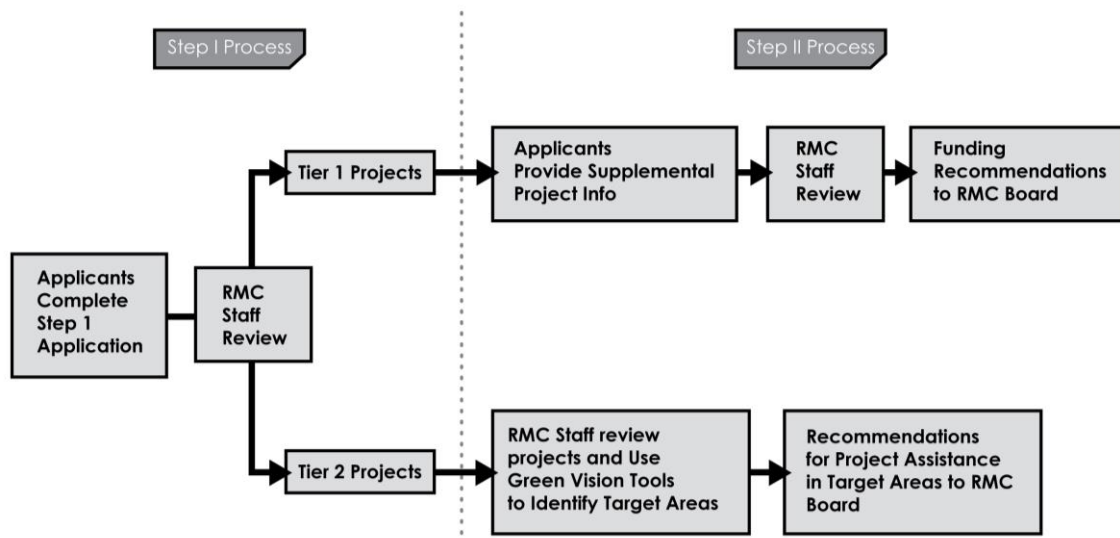 Step I Process
Step II Process
Applicants
Complete
Step 1
Application
RMC
Staff
Review
Tier 1 Projects
Applicants
Provide Supplemental
Project Info
RMC
Staff
Review
Funding
Recommendations
to RMC Board
Tier 2 Projects
RMC Staff review
projects and Use
Green Vision Tools
to Identify Target Areas
Recommendations
for Project Assistance
in Target Areas to RMC
Board